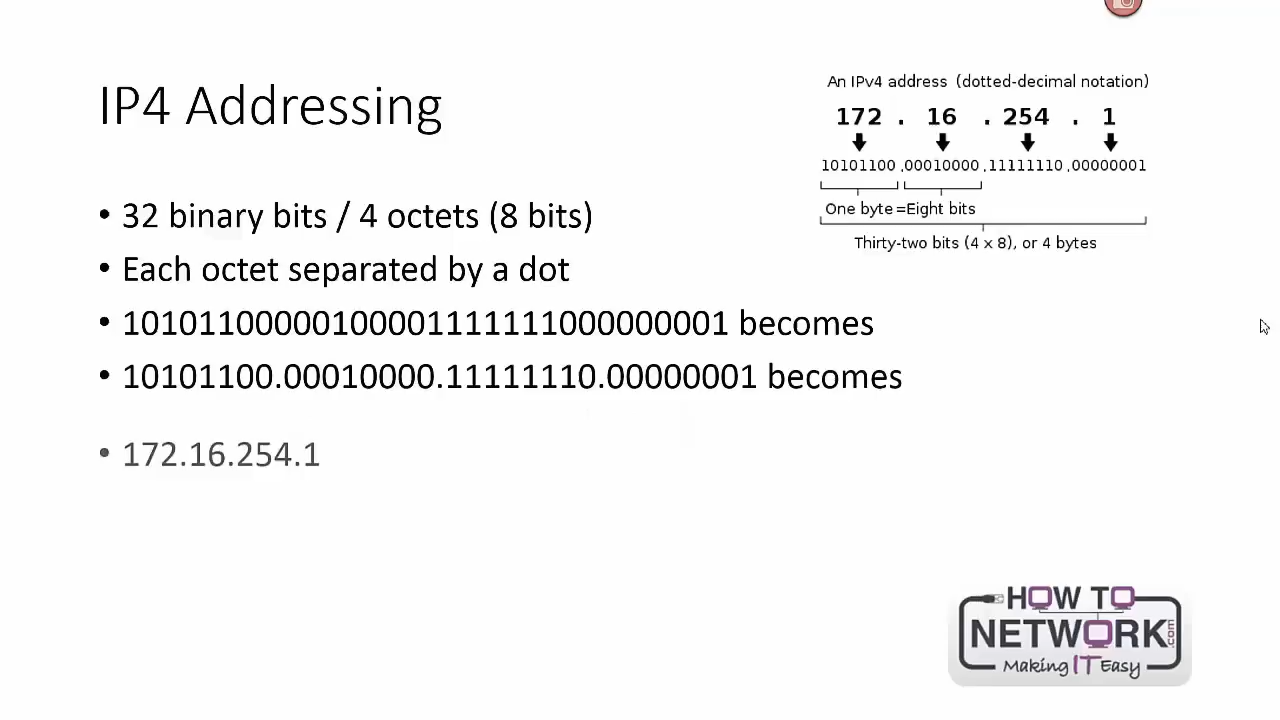 IP4 Addressing
• 32 binary bits / 4 octets (8 bits)
• Each octet separated by a dot
• 10101100000100001111111000000001 becomes
• 10101100.00010000.11111110.00000001 becomes
• 172.16.254.1
An IPv4 address (dotted-decimal notation)
172 . 16 . 254 . 1
10101100 .00010000 .11111110 .00000001
One byte =Eight bits
Thirty-two bits (4 x 8), or 4 bytes
HOW TO
NETWORK.com
Making IT Easy